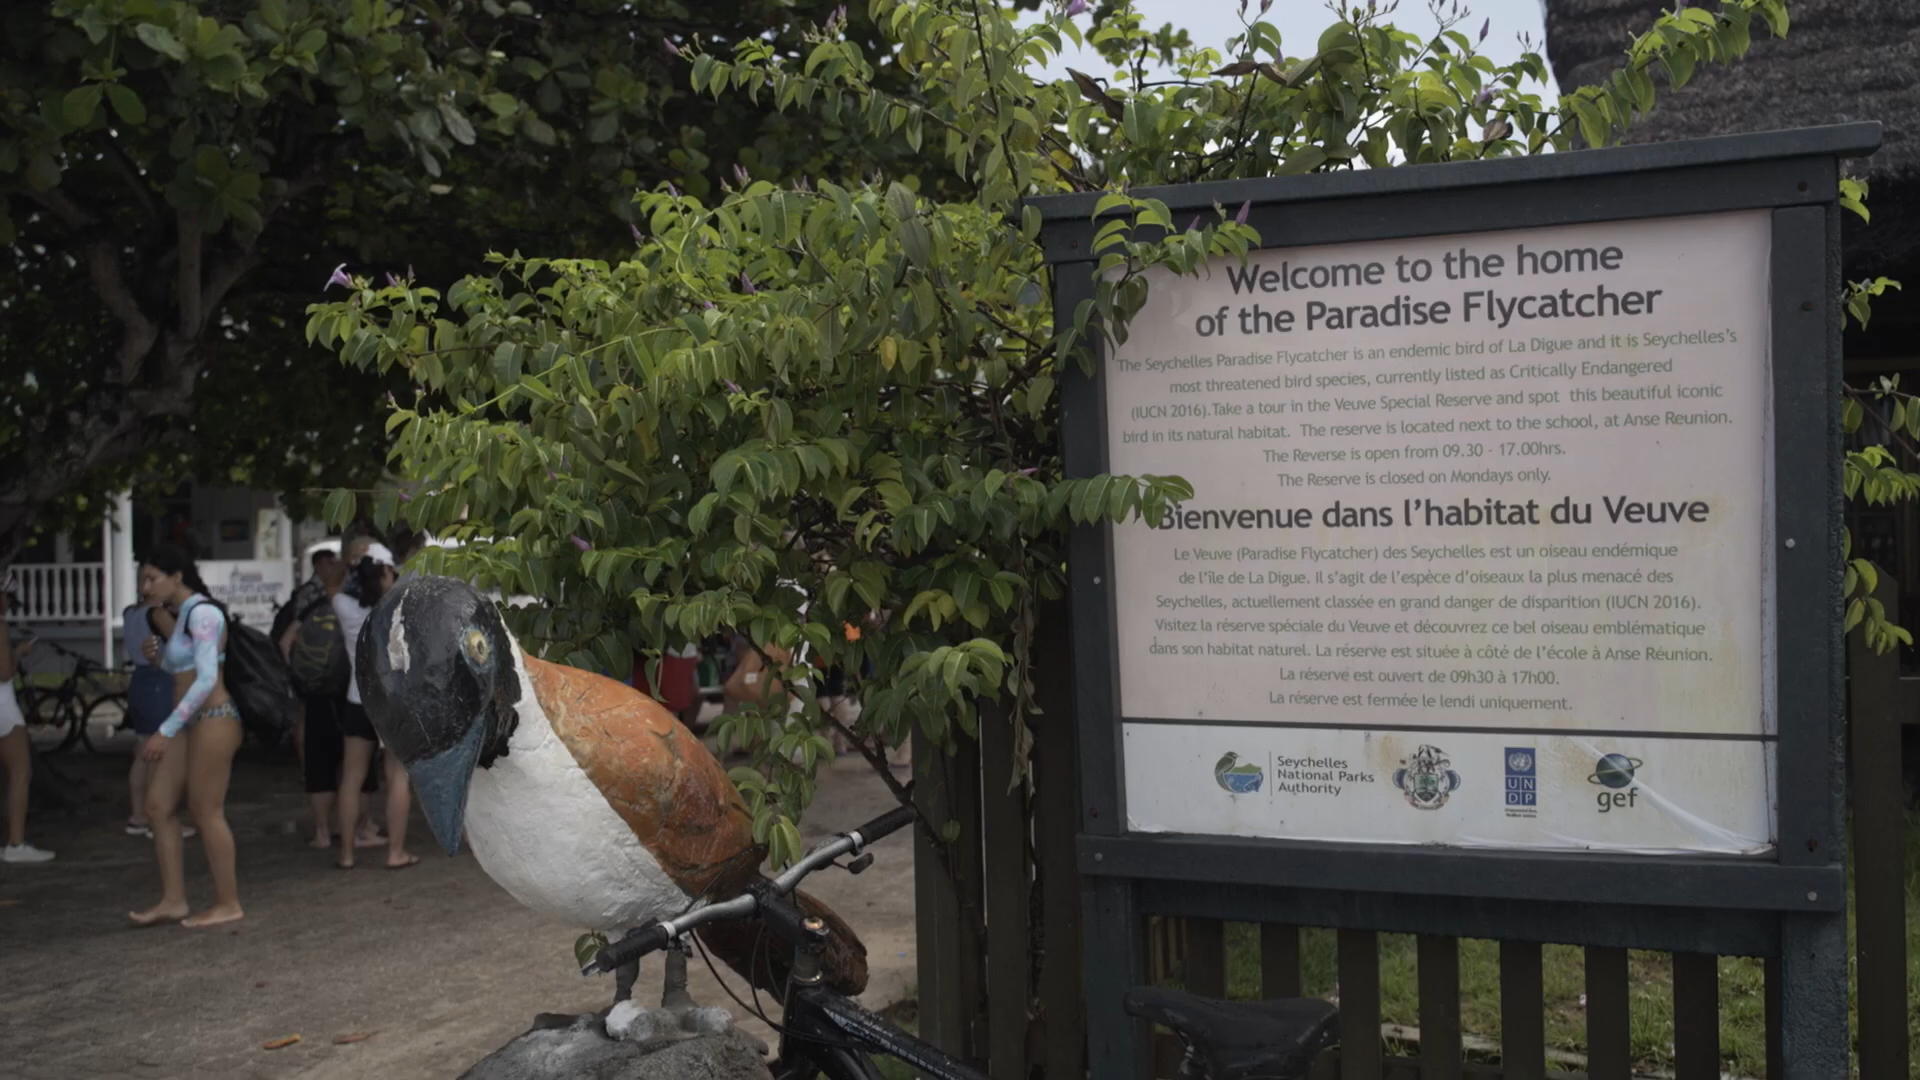 Welcome to the home
of the Paradise Flycatcher
The Seychelles Paradise Flycatcher is an endemic bird of La Digue and it is Seychelles's
most threatened bird species, currently listed as Critically Endangered
(IUCN 2016).Take a tour in the Veuve Special Reserve and spot this beautiful iconic
bird in its natural habitat. The reserve is located next to the school, at Anse Reunion.
The Reverse is open from 09.30 - 17.00hrs.
The Reserve is closed on Mondays only.
Bienvenue dans l'habitat du Veuve
Le Veuve (Paradise Flycatcher) des Seychelles est un oiseau endémique
de l'île de La Digue. Il s'agit de l'espèce d'oiseaux la plus menacé des
Seychelles, actuellement classée en grand danger de disparition (IUCN 2016).
Visitez la réserve spéciale du Veuve et découvrez ce bel oiseau emblématique
dans son habitat naturel. La réserve est située à côté de l'école à Anse Réunion.
La réserve est ouvert de 09h30 à 17h00.
La réserve est fermée le lendi uniquement.
Seychelles
National Parks
Authority
UN
DP
gef